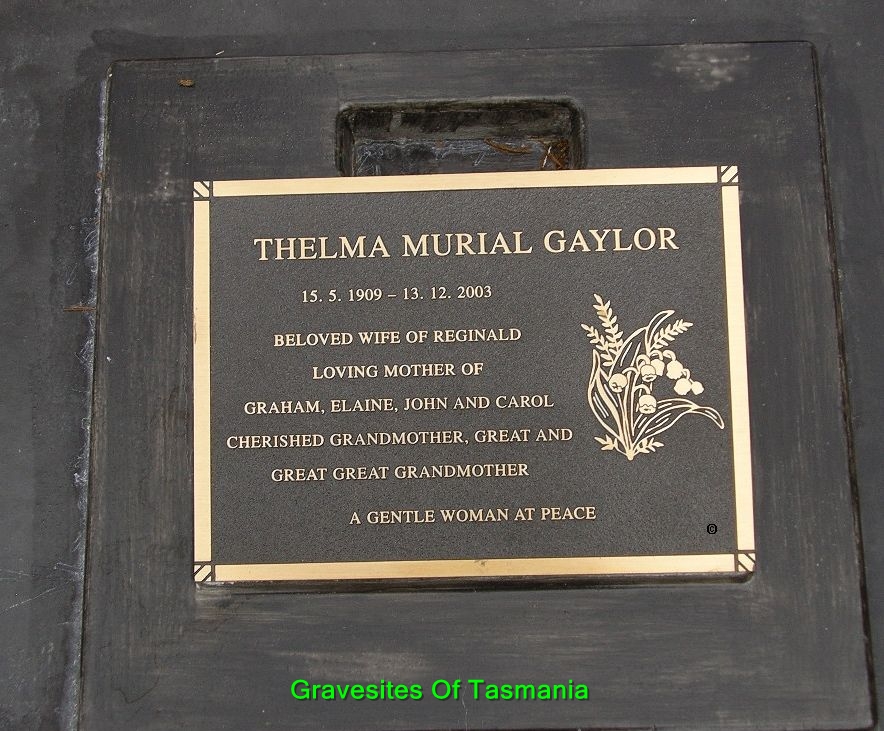 THELMA MURIAL GAYLOR
15. 5. 1909 – 13. 12. 2003
BELOVED WIFE OF REGINALD
LOVING MOTHER OF
GRAHAM, ELAINE, JOHN AND CAROL
CHERISHED GRANDMOTHER, GREAT AND
GREAT GREAT GRANDMOTHER
A GENTLE WOMAN AT PEACE
©
Gravesites Of Tasmania